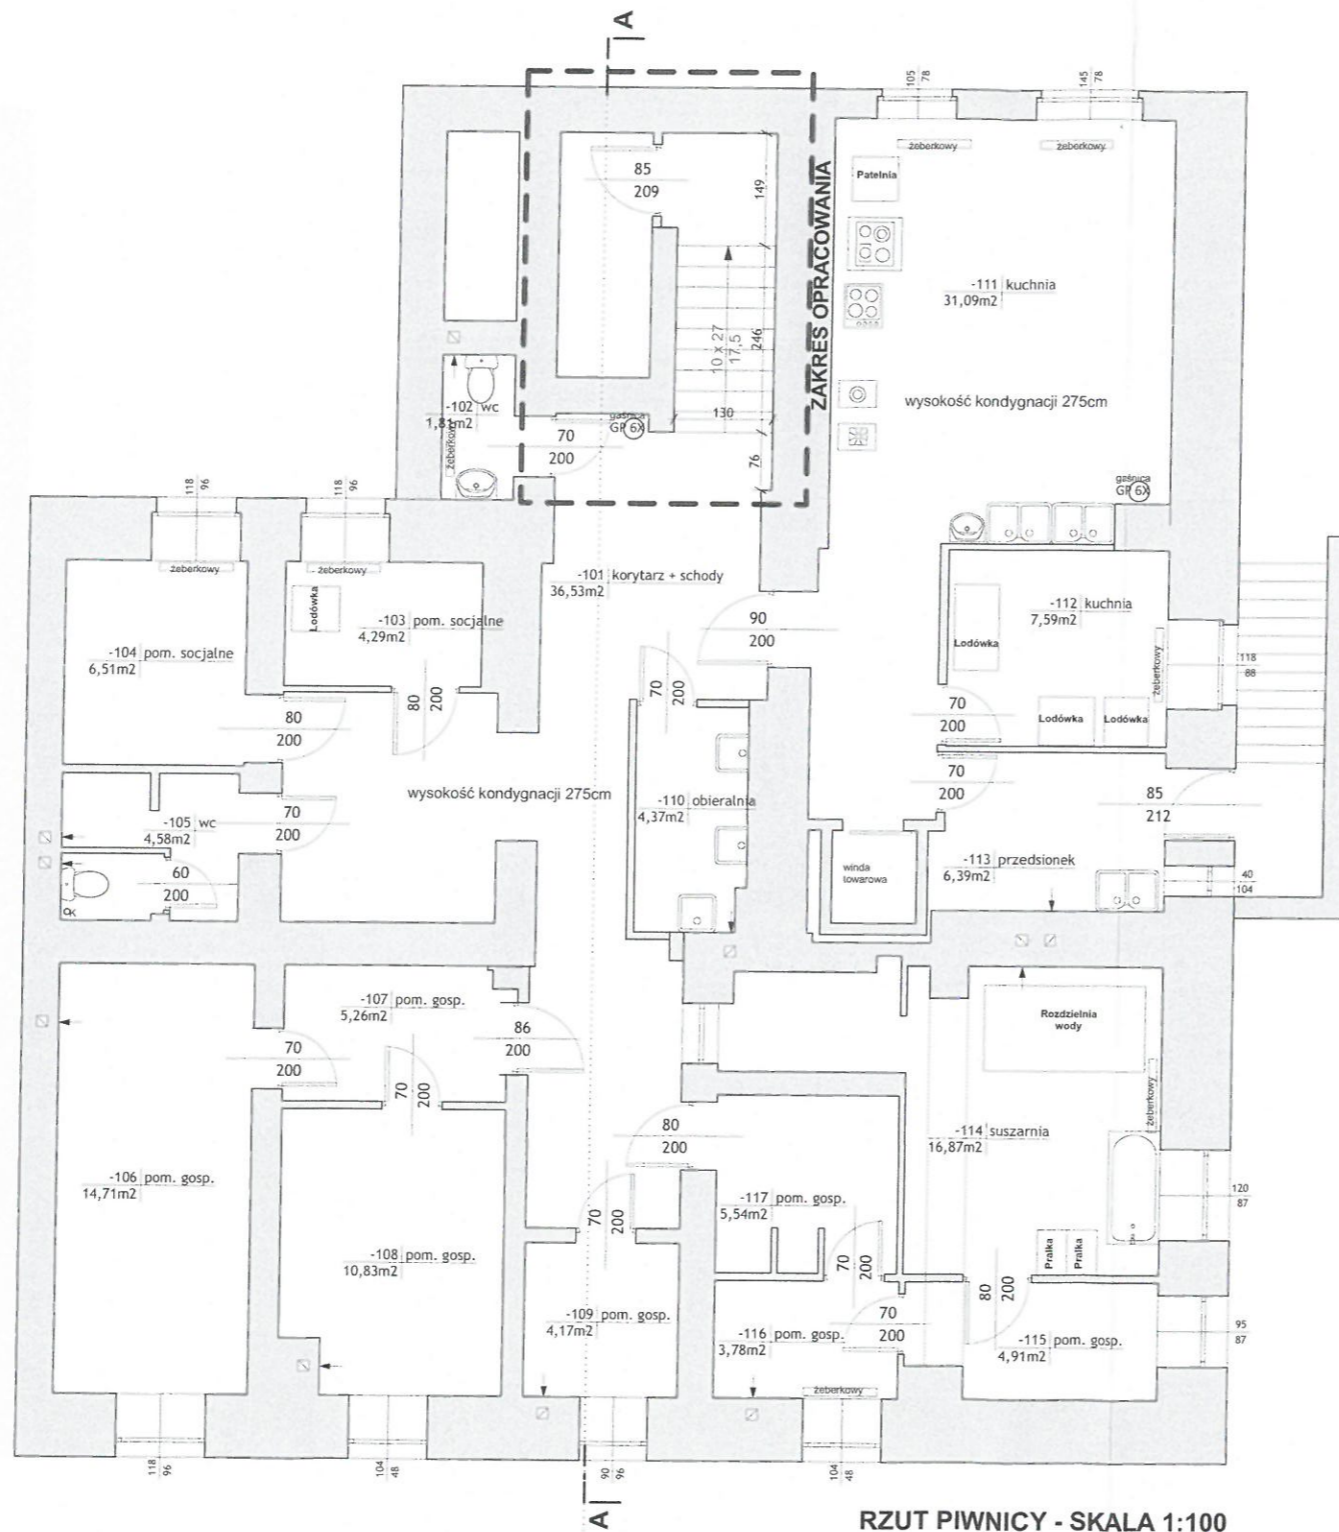 A
105
78
145
78
żeberkowy
żeberkowy
Patelnia
85
209
149
ZAKRES OPRACOWANIA
-111 kuchnia
31,09m2
10 x 27
17,5
246
wysokość kondygnacji 275cm
-102 wc
1,81m2
żeberkowy
gaśnica
GP 6X
130
70
200
76
gaśnica
GP 6X
118
96
118
96
żeberkowy
żeberkowy
-101 korytarz + schody
36,53m2
Lodówka
-103 pom. socjalne
4,29m2
-104 pom. socjalne
6,51m2
90
200
-112 kuchnia
7,59m2
Lodówka
żeberkowy
118
88
70
200
80
200
80
200
70
200
Lodówka
Lodówka
70
200
wysokość kondygnacji 275cm
-110 obieralnia
4,37m2
85
212
70
200
-105 wc
4,58m2
60
200
winda
towarowa
-113 przedsionek
6,39m2
40
104
-107 pom. gosp.
5,26m2
86
200
70
200
70
200
Rozdzielnia
wody
żeberkowy
80
200
-114 suszarnia
16,87m2
-106 pom. gosp.
14,71m2
-117 pom. gosp.
5,54m2
120
87
70
200
-108 pom. gosp.
10,83m2
70
200
Pralka
Pralka
80
200
-109 pom. gosp.
4,17m2
-116 pom. gosp.
3,78m2
70
200
-115 pom. gosp.
4,91m2
95
87
żeberkowy
118
96
104
48
90
96
104
48
A
RZUT PIWNICY - SKALA 1:100